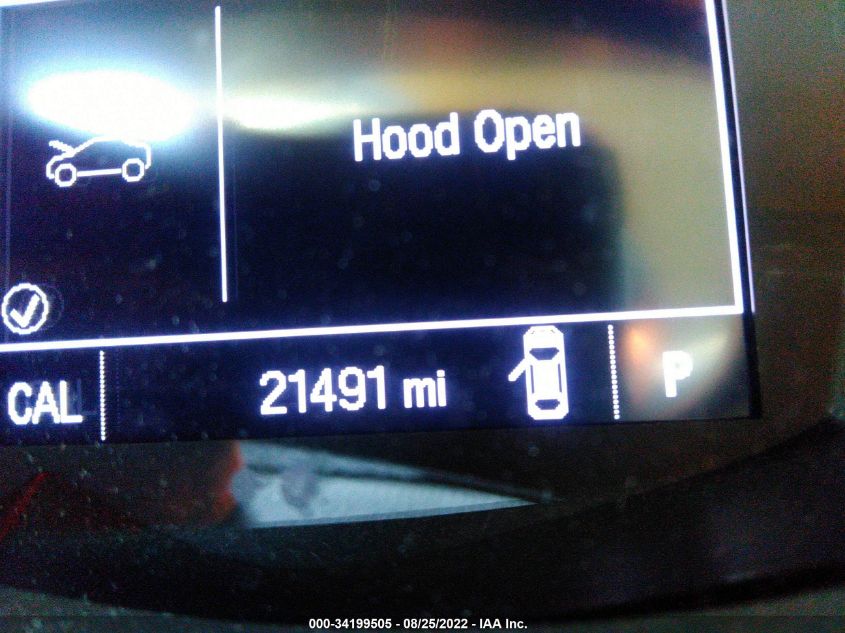 Hood Open
CAL
21491 mi
P
000-34199505 - 08/25/2022 - IAA Inc.